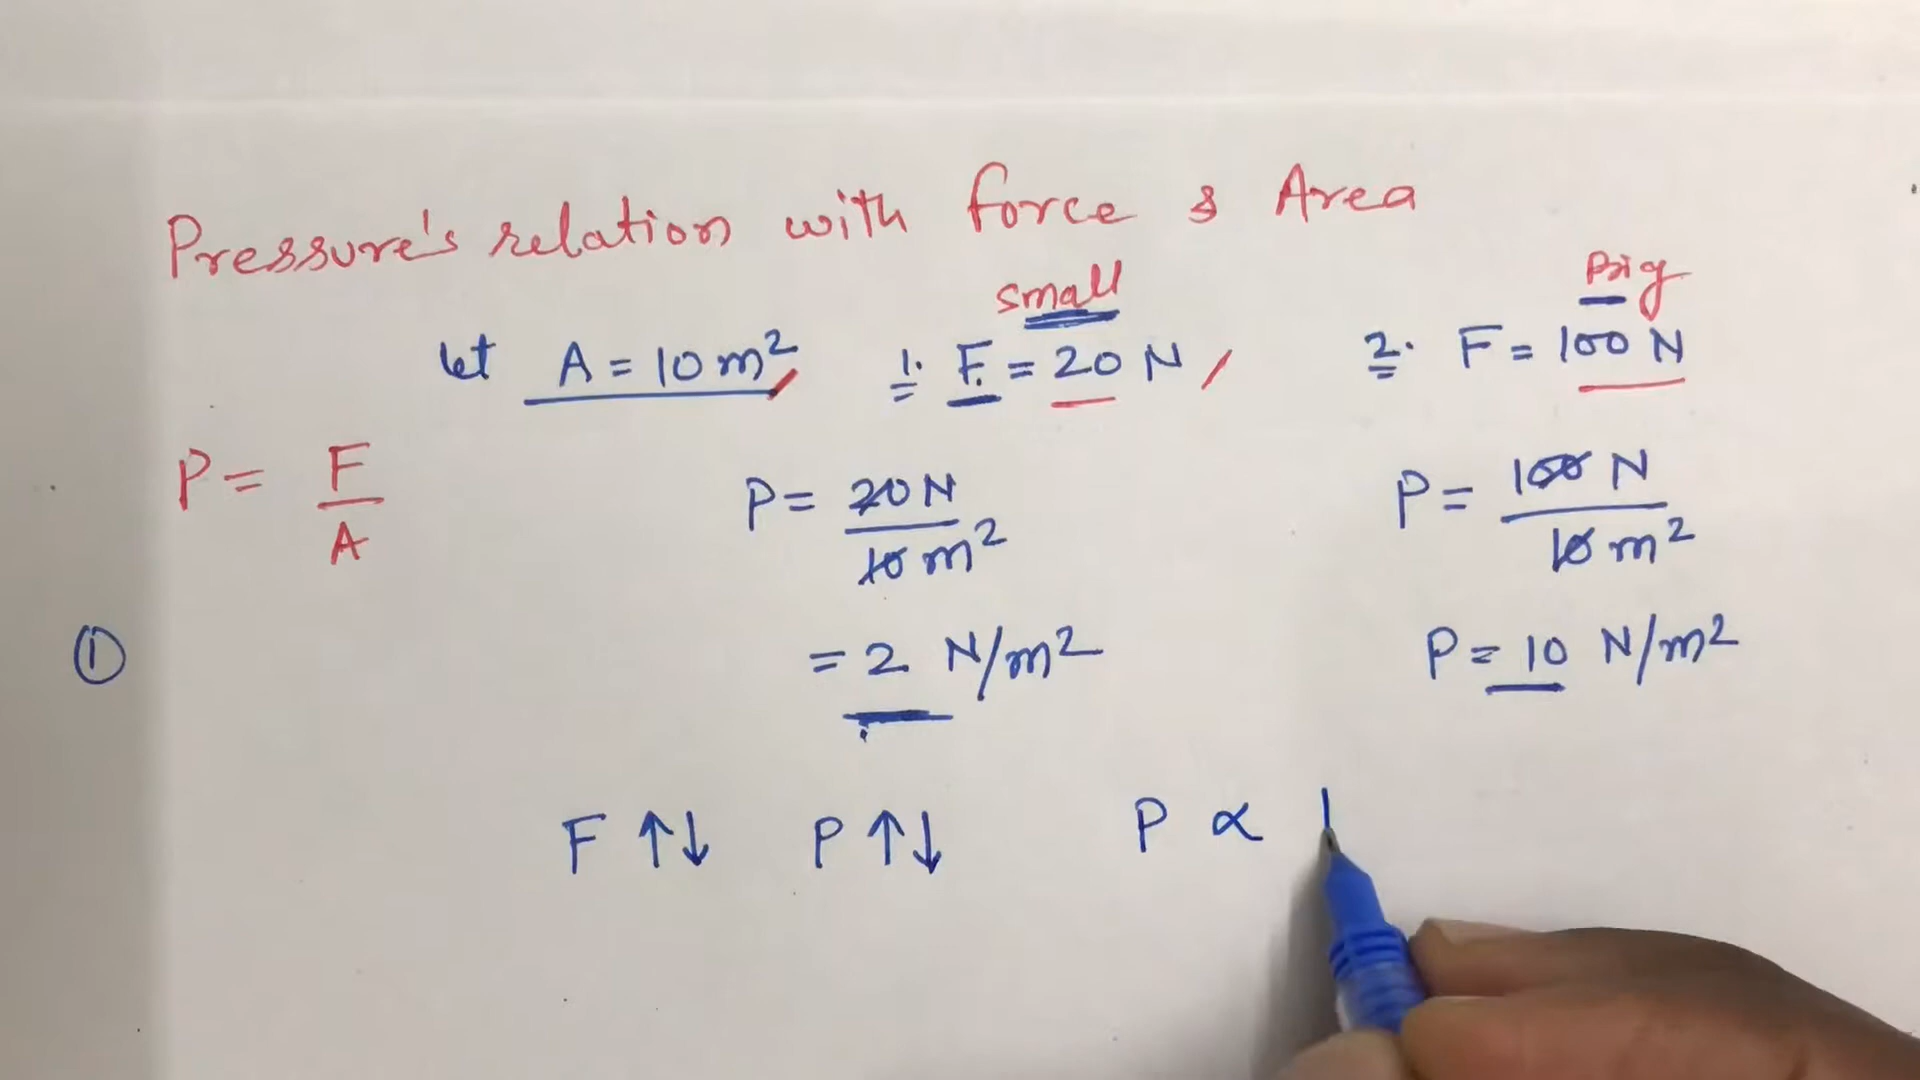 Pressure's relation with force & Area
small
Big
let A = 10 m²
1. F = 20 N
2. F = 100 N
P = F/A
P = 20 N / 10 m²
P = 100 N / 10 m²
①
= 2 N/m²
P = 10 N/m²
F ↑↓ P ↑↓ P ∝